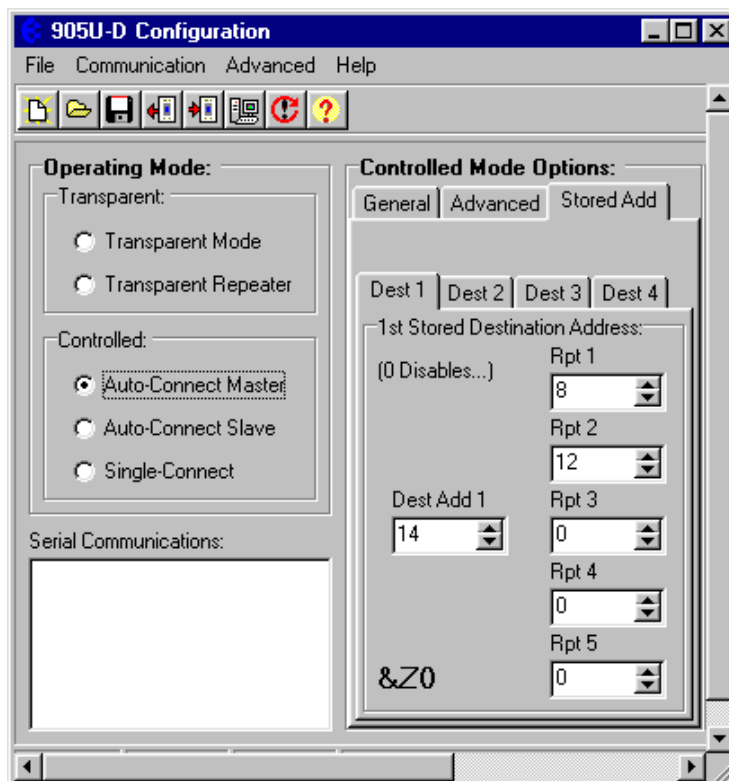 905U-D Configuration
File Communication Advanced Help
Operating Mode:
Transparent:
Transparent Mode
Transparent Repeater
Controlled:
Auto-Connect Master
Auto-Connect Slave
Single-Connect
Serial Communications:
Controlled Mode Options:
General Advanced Stored Add
Dest 1 Dest 2 Dest 3 Dest 4
1st Stored Destination Address:
(0 Disables...)
Rpt 1
8
Rpt 2
12
Dest Add 1
14
Rpt 3
0
Rpt 4
0
Rpt 5
0
&Z0